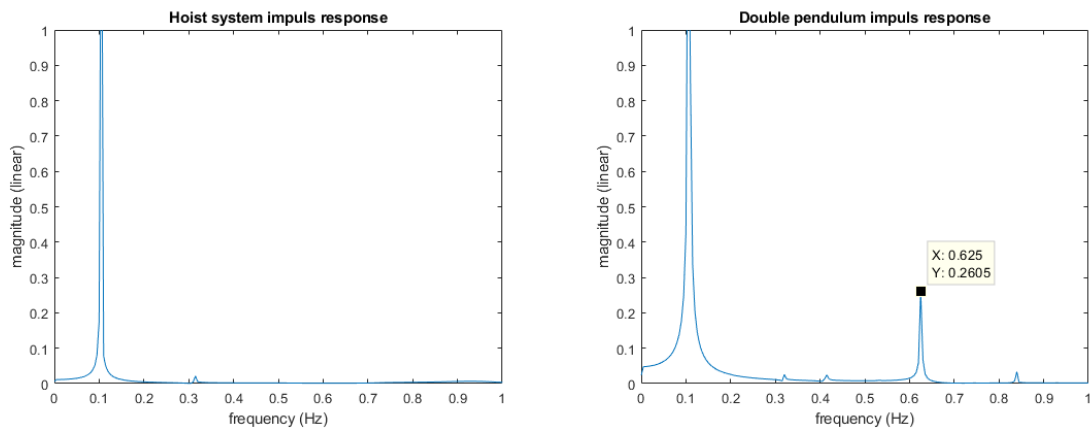 Hoist system impuls response
magnitude (linear)
1
0.9
0.8
0.7
0.6
0.5
0.4
0.3
0.2
0.1
0
0 0.1 0.2 0.3 0.4 0.5 0.6 0.7 0.8 0.9 1
frequency (Hz)
Double pendulum impuls response
magnitude (linear)
1
0.9
0.8
0.7
0.6
0.5
0.4
0.3
0.2
0.1
0
X: 0.625
Y: 0.2605
0 0.1 0.2 0.3 0.4 0.5 0.6 0.7 0.8 0.9 1
frequency (Hz)